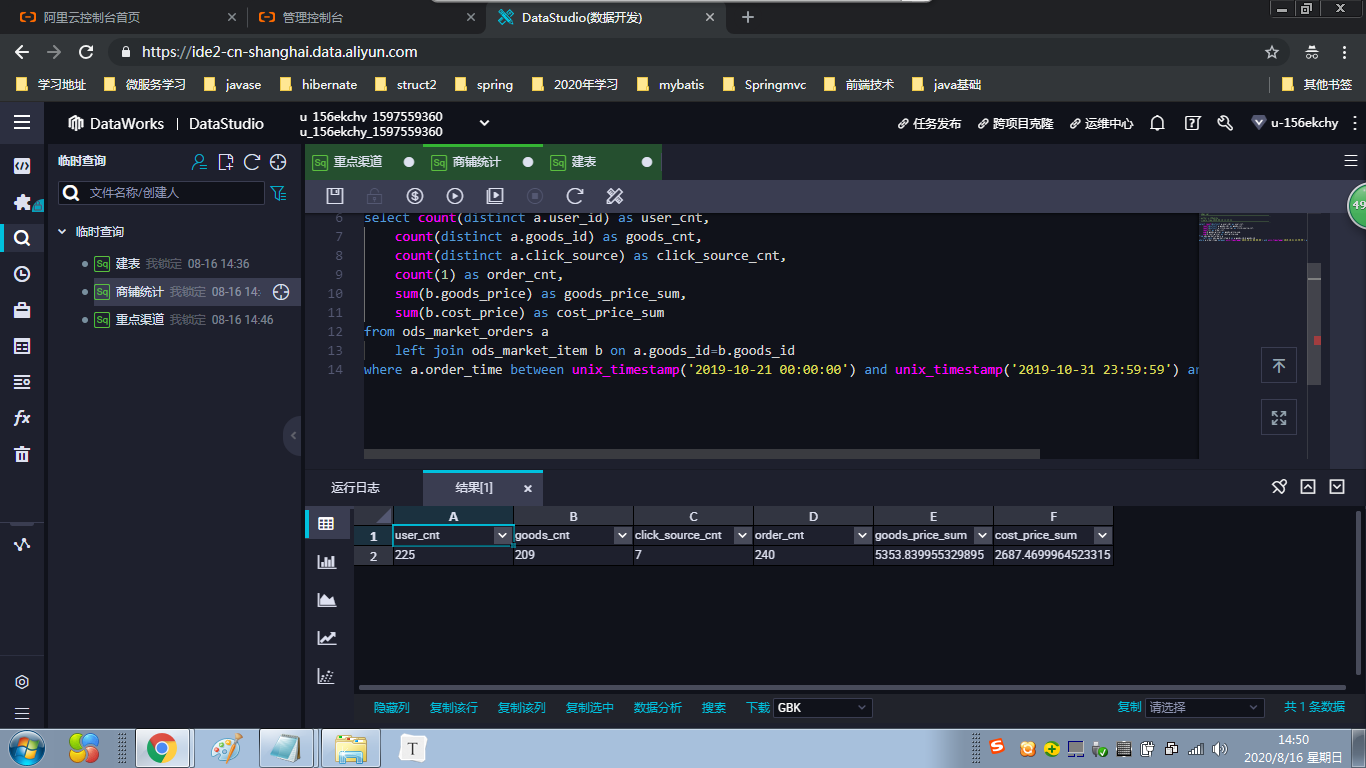 阿里云控制台首页
管理控制台
DataStudio(数据开发)
https://ide2-cn-shanghai.data.aliyun.com
学习地址 微服务学习 javase hibernate struct2 spring 2020年学习 mybatis Springmvc 前端技术 java基础 其他书签
DataWorks | DataStudio
u_156ekchy_1597559360
u_156ekchy_1597559360
任务发布 跨项目克隆 运维中心 u-156ekchy
临时查询
文件名称/创建人
临时查询
Sq 建表 我锁定 08-16 14:36
Sq 商铺统计 我锁定 08-16 14:
Sq 重点渠道 我锁定 08-16 14:46
Sq 重点渠道 Sq 商铺统计 Sq 建表
49
6 select count(distinct a.user_id) as user_cnt,
7 count(distinct a.goods_id) as goods_cnt,
8 count(distinct a.click_source) as click_source_cnt,
9 count(1) as order_cnt,
10 sum(b.goods_price) as goods_price_sum,
11 sum(b.cost_price) as cost_price_sum
12 from ods_market_orders a
13 left join ods_market_item b on a.goods_id=b.goods_id
14 where a.order_time between unix_timestamp('2019-10-21 00:00:00') and unix_timestamp('2019-10-31 23:59:59') an
运行日志 结果[1]
A B C D E F
1 user_cnt goods_cnt click_source_cnt order_cnt goods_price_sum cost_price_sum
2 225 209 7 240 5353.839955329895 2687.4699964523315
隐藏列 复制该行 复制该列 复制选中 数据分析 搜索 下载 GBK 复制 请选择 共 1 条数据
fx
T
14:50
2020/8/16 星期日